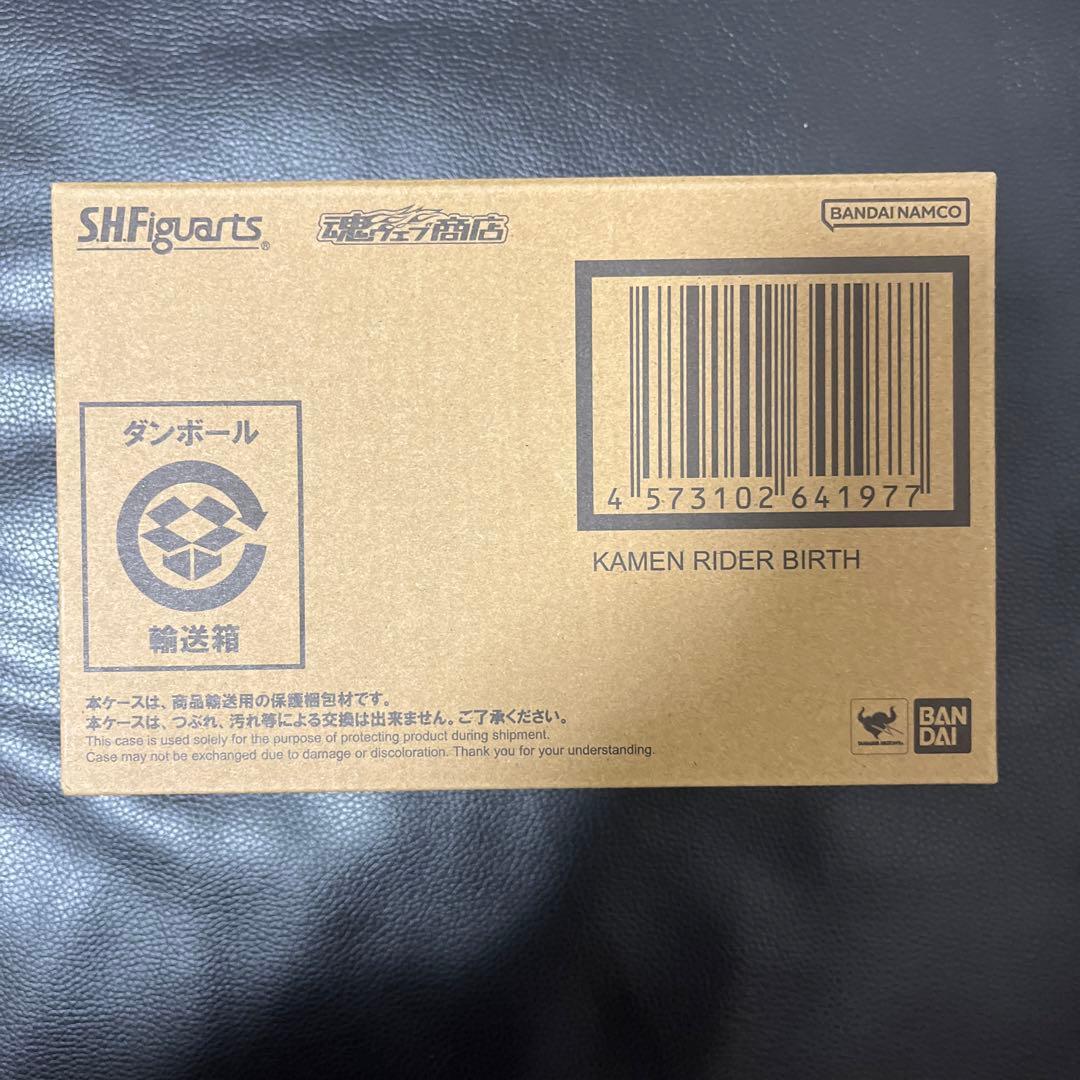 S.H.Figuarts®
魂ウェブ商店
BANDAI NAMCO
4 573102 641977
KAMEN RIDER BIRTH
ダンボール
輸送箱
本ケースは、商品輸送用の保護梱包材です。
本ケースは、つぶれ、汚れ等による交換は出来ません。ご了承ください。
This case is used solely for the purpose of protecting product during shipment.
Case may not be exchanged due to damage or discoloration. Thank you for your understanding.
BAN
DAI